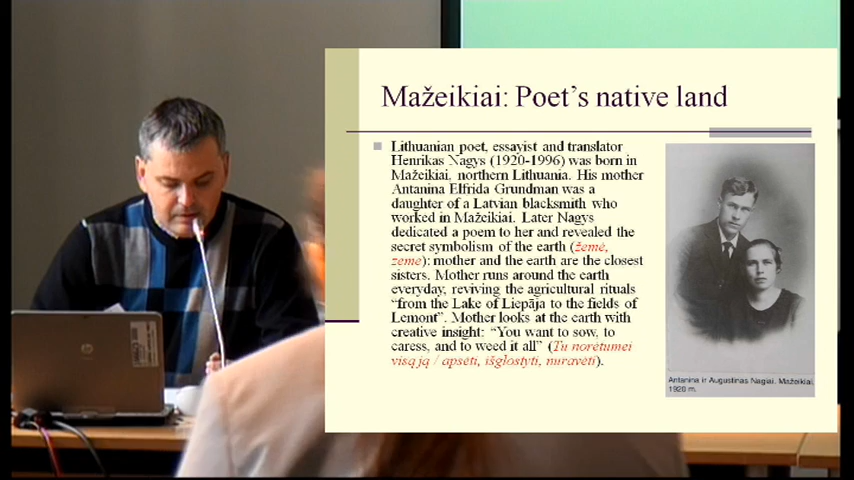 Mažeikiai: Poet's native land
Lithuanian poet, essayist and translator
Henrikas Nagys (1920-1996) was born in
Mažeikiai, northern Lithuania. His mother
Antanina Elfrida Grundman was a
daughter of a Latvian blacksmith who
worked in Mažeikiai. Later Nagys
dedicated a poem to her and revealed the
secret symbolism of the earth (žemė,
zeme): mother and the earth are the closest
sisters. Mother runs around the earth
everyday, reviving the agricultural rituals
“from the Lake of Liepāja to the fields of
Lemont”. Mother looks at the earth with
creative insight: “You want to sow, to
caress, and to weed it all” (Tu norėtumei
visą ją / apsėti, išglostyti, nuravėti).
Antanina ir Augustinas Nagiai. Mažeikiai,
1920 m.
hp